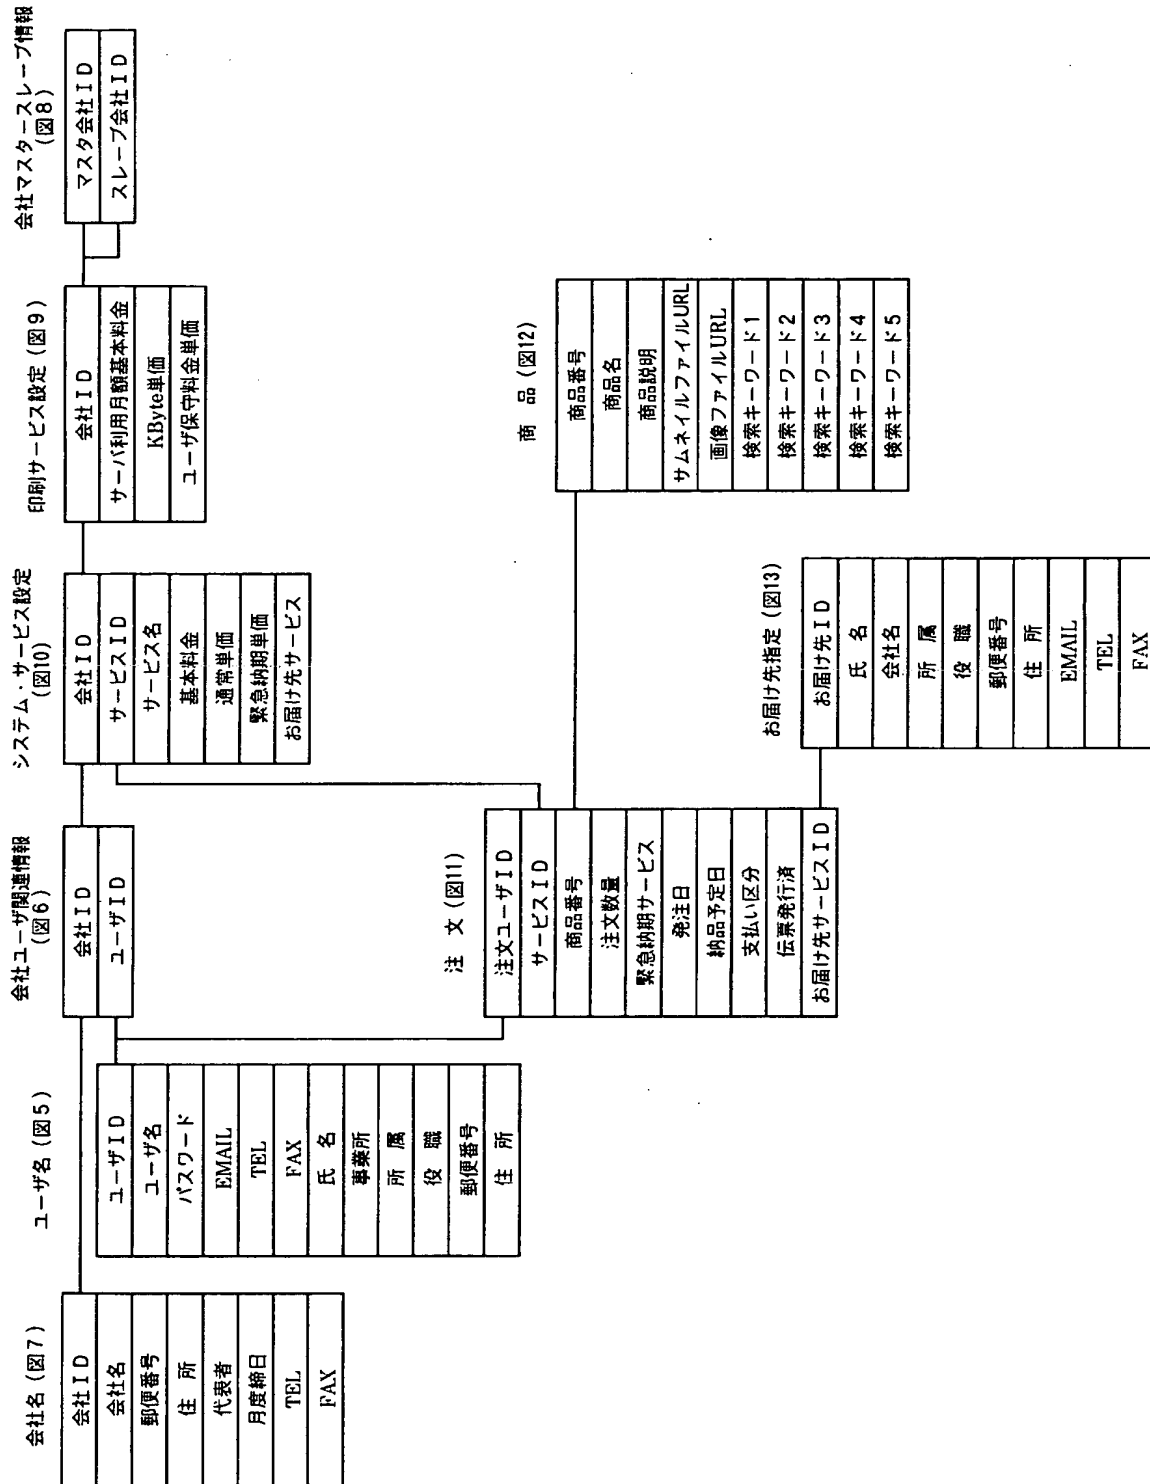 会社名 (図7)
会社ID
会社名
郵便番号
住 所
代表者
月度締日
TEL
FAX
ユーザ名 (図5)
ユーザID
ユーザ名
パスワード
EMAIL
TEL
FAX
氏 名
事業所
所 属
役 職
郵便番号
住 所
会社ユーザ関連情報
(図6)
会社ID
ユーザID
注 文 (図11)
注文ユーザID
サービスID
商品番号
注文数量
緊急納期サービス
発注日
納品予定日
支払い区分
伝票発行済
お届け先サービスID
システム・サービス設定
(図10)
会社ID
サービスID
サービス名
基本料金
通常単価
緊急納期単価
お届け先サービス
お届け先指定 (図13)
お届け先ID
氏 名
会社名
所 属
役 職
郵便番号
住 所
EMAIL
TEL
FAX
印刷サービス設定 (図9)
会社ID
サーバ利用月額基本料金
KByte単価
ユーザ保守料金単価
商 品 (図12)
商品番号
商品名
商品説明
サムネイルファイルURL
画像ファイルURL
検索キーワード1
検索キーワード2
検索キーワード3
検索キーワード4
検索キーワード5
会社マスタースレーブ情報
(図8)
マスタ会社ID
スレーブ会社ID